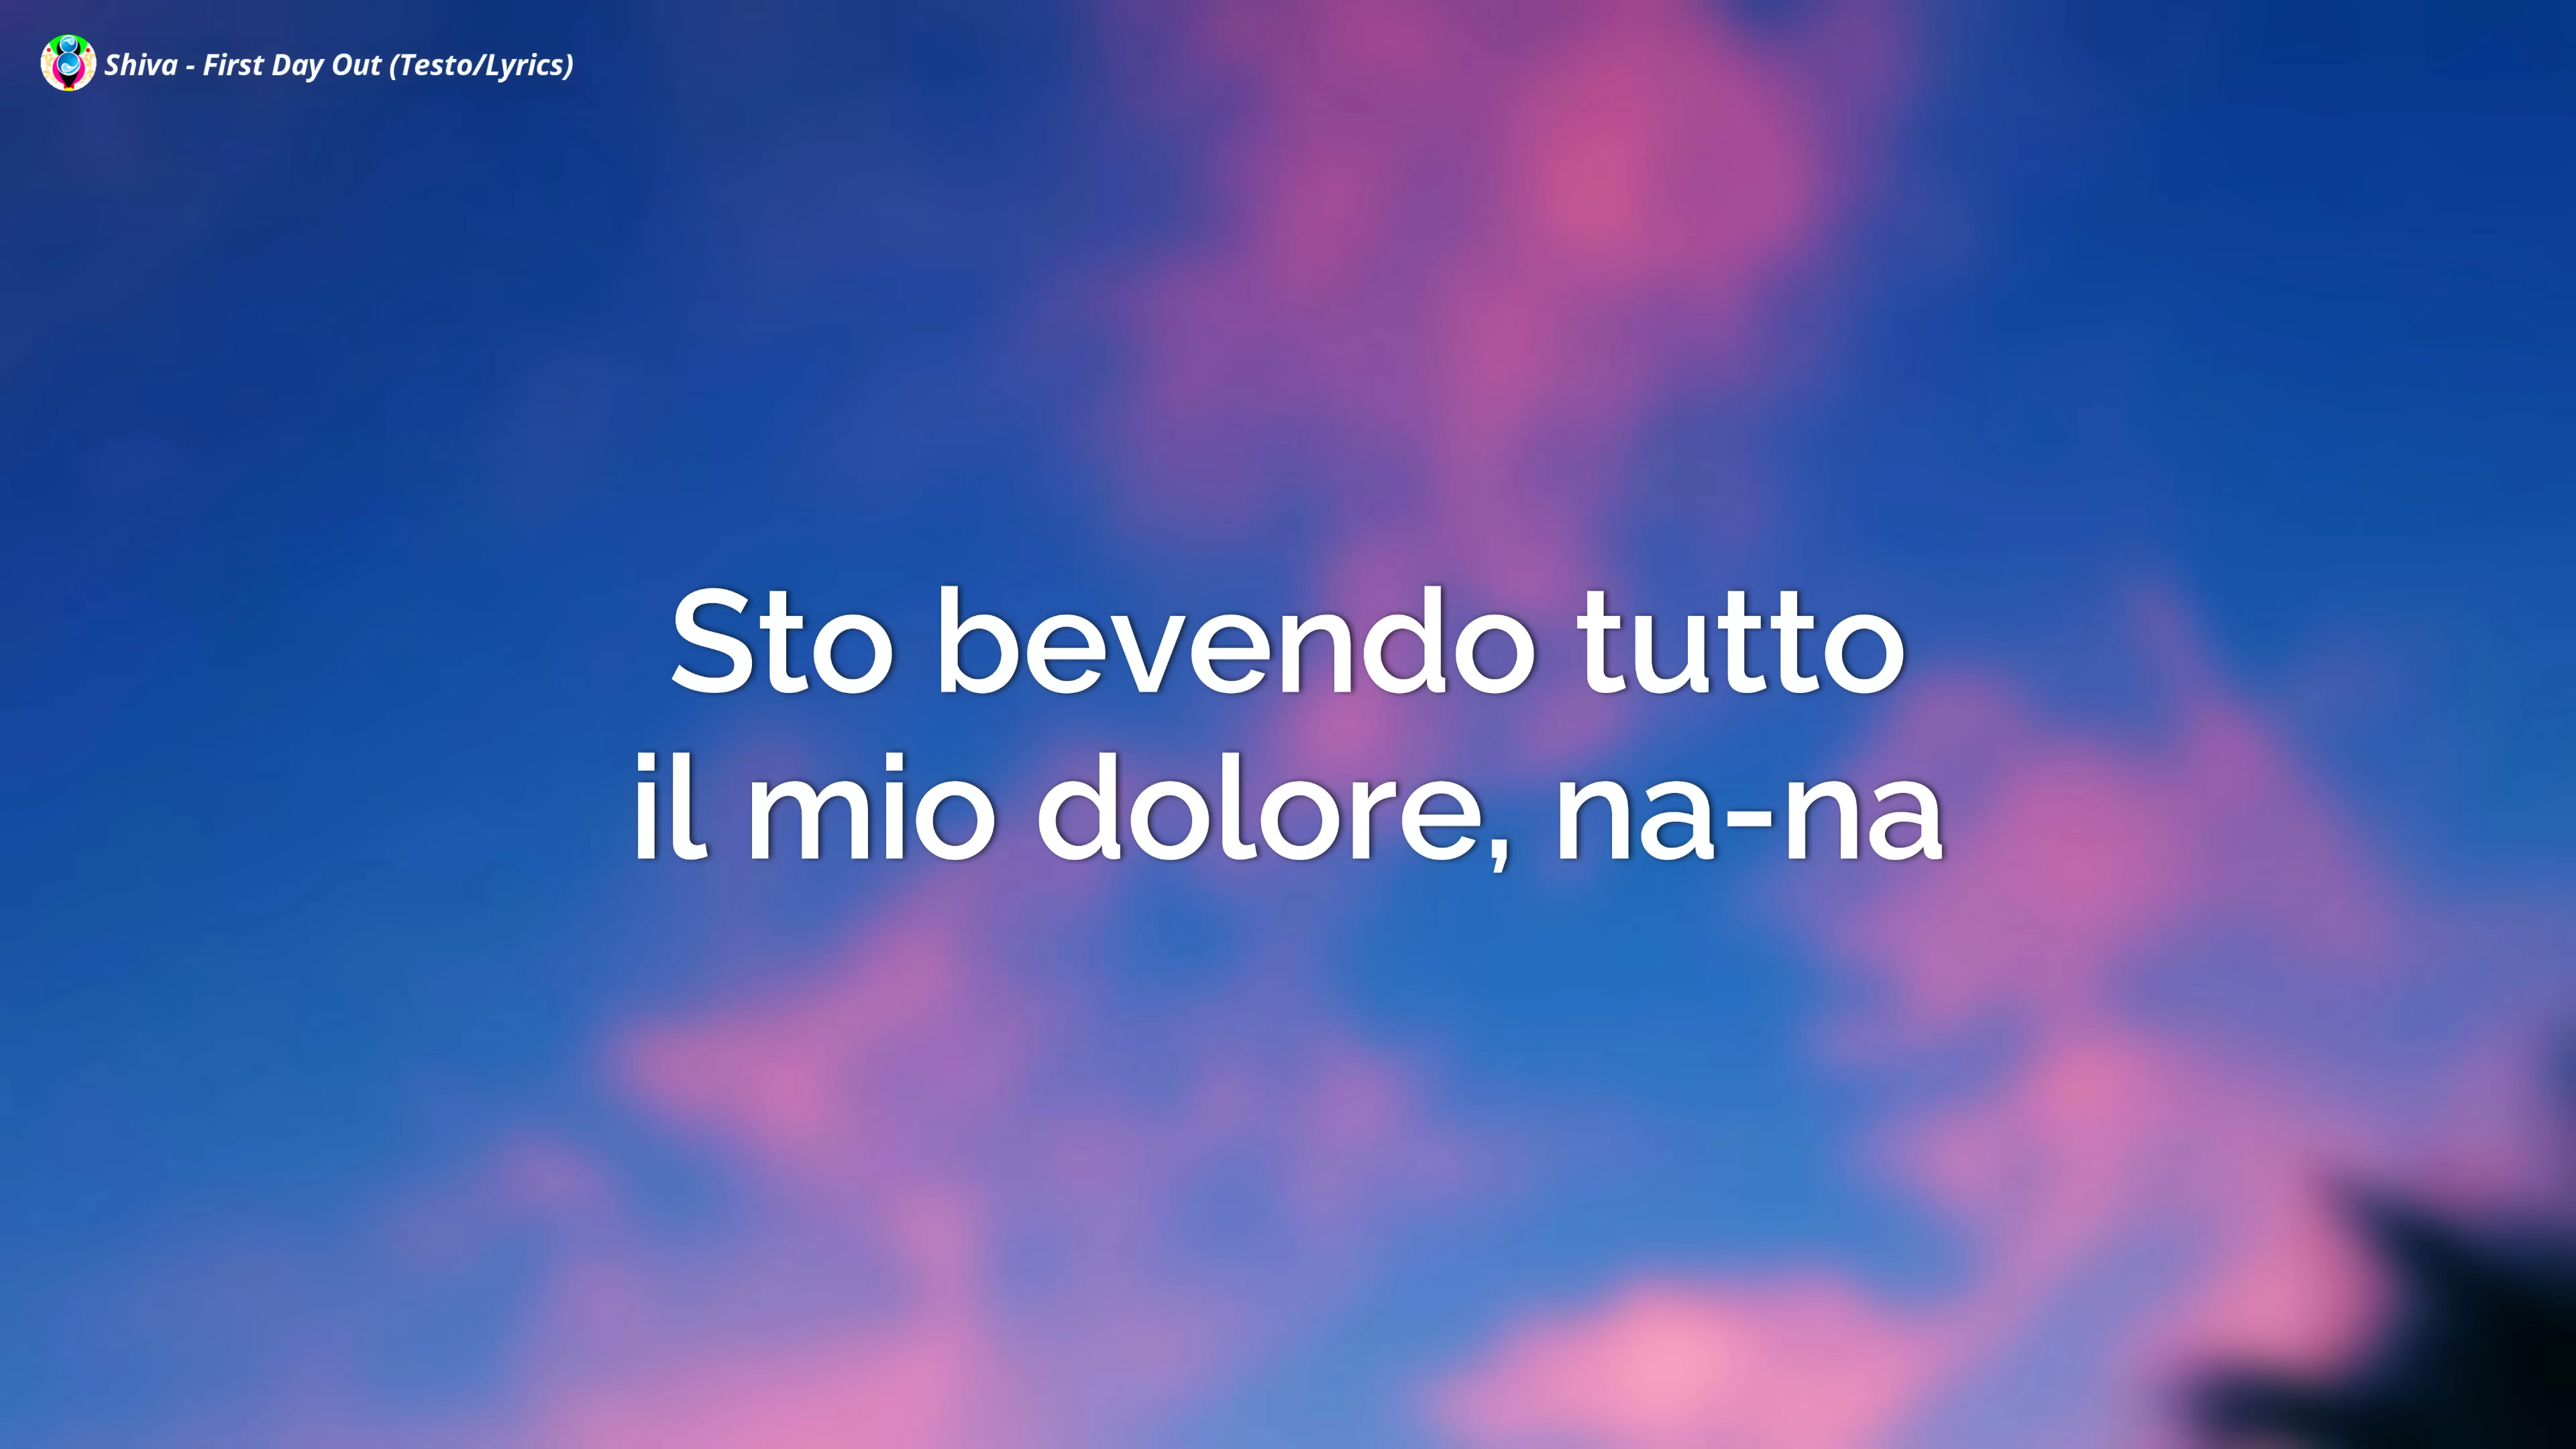 Shiva - First Day Out (Testo/Lyrics)
Sto bevendo tutto
il mio dolore, na-na